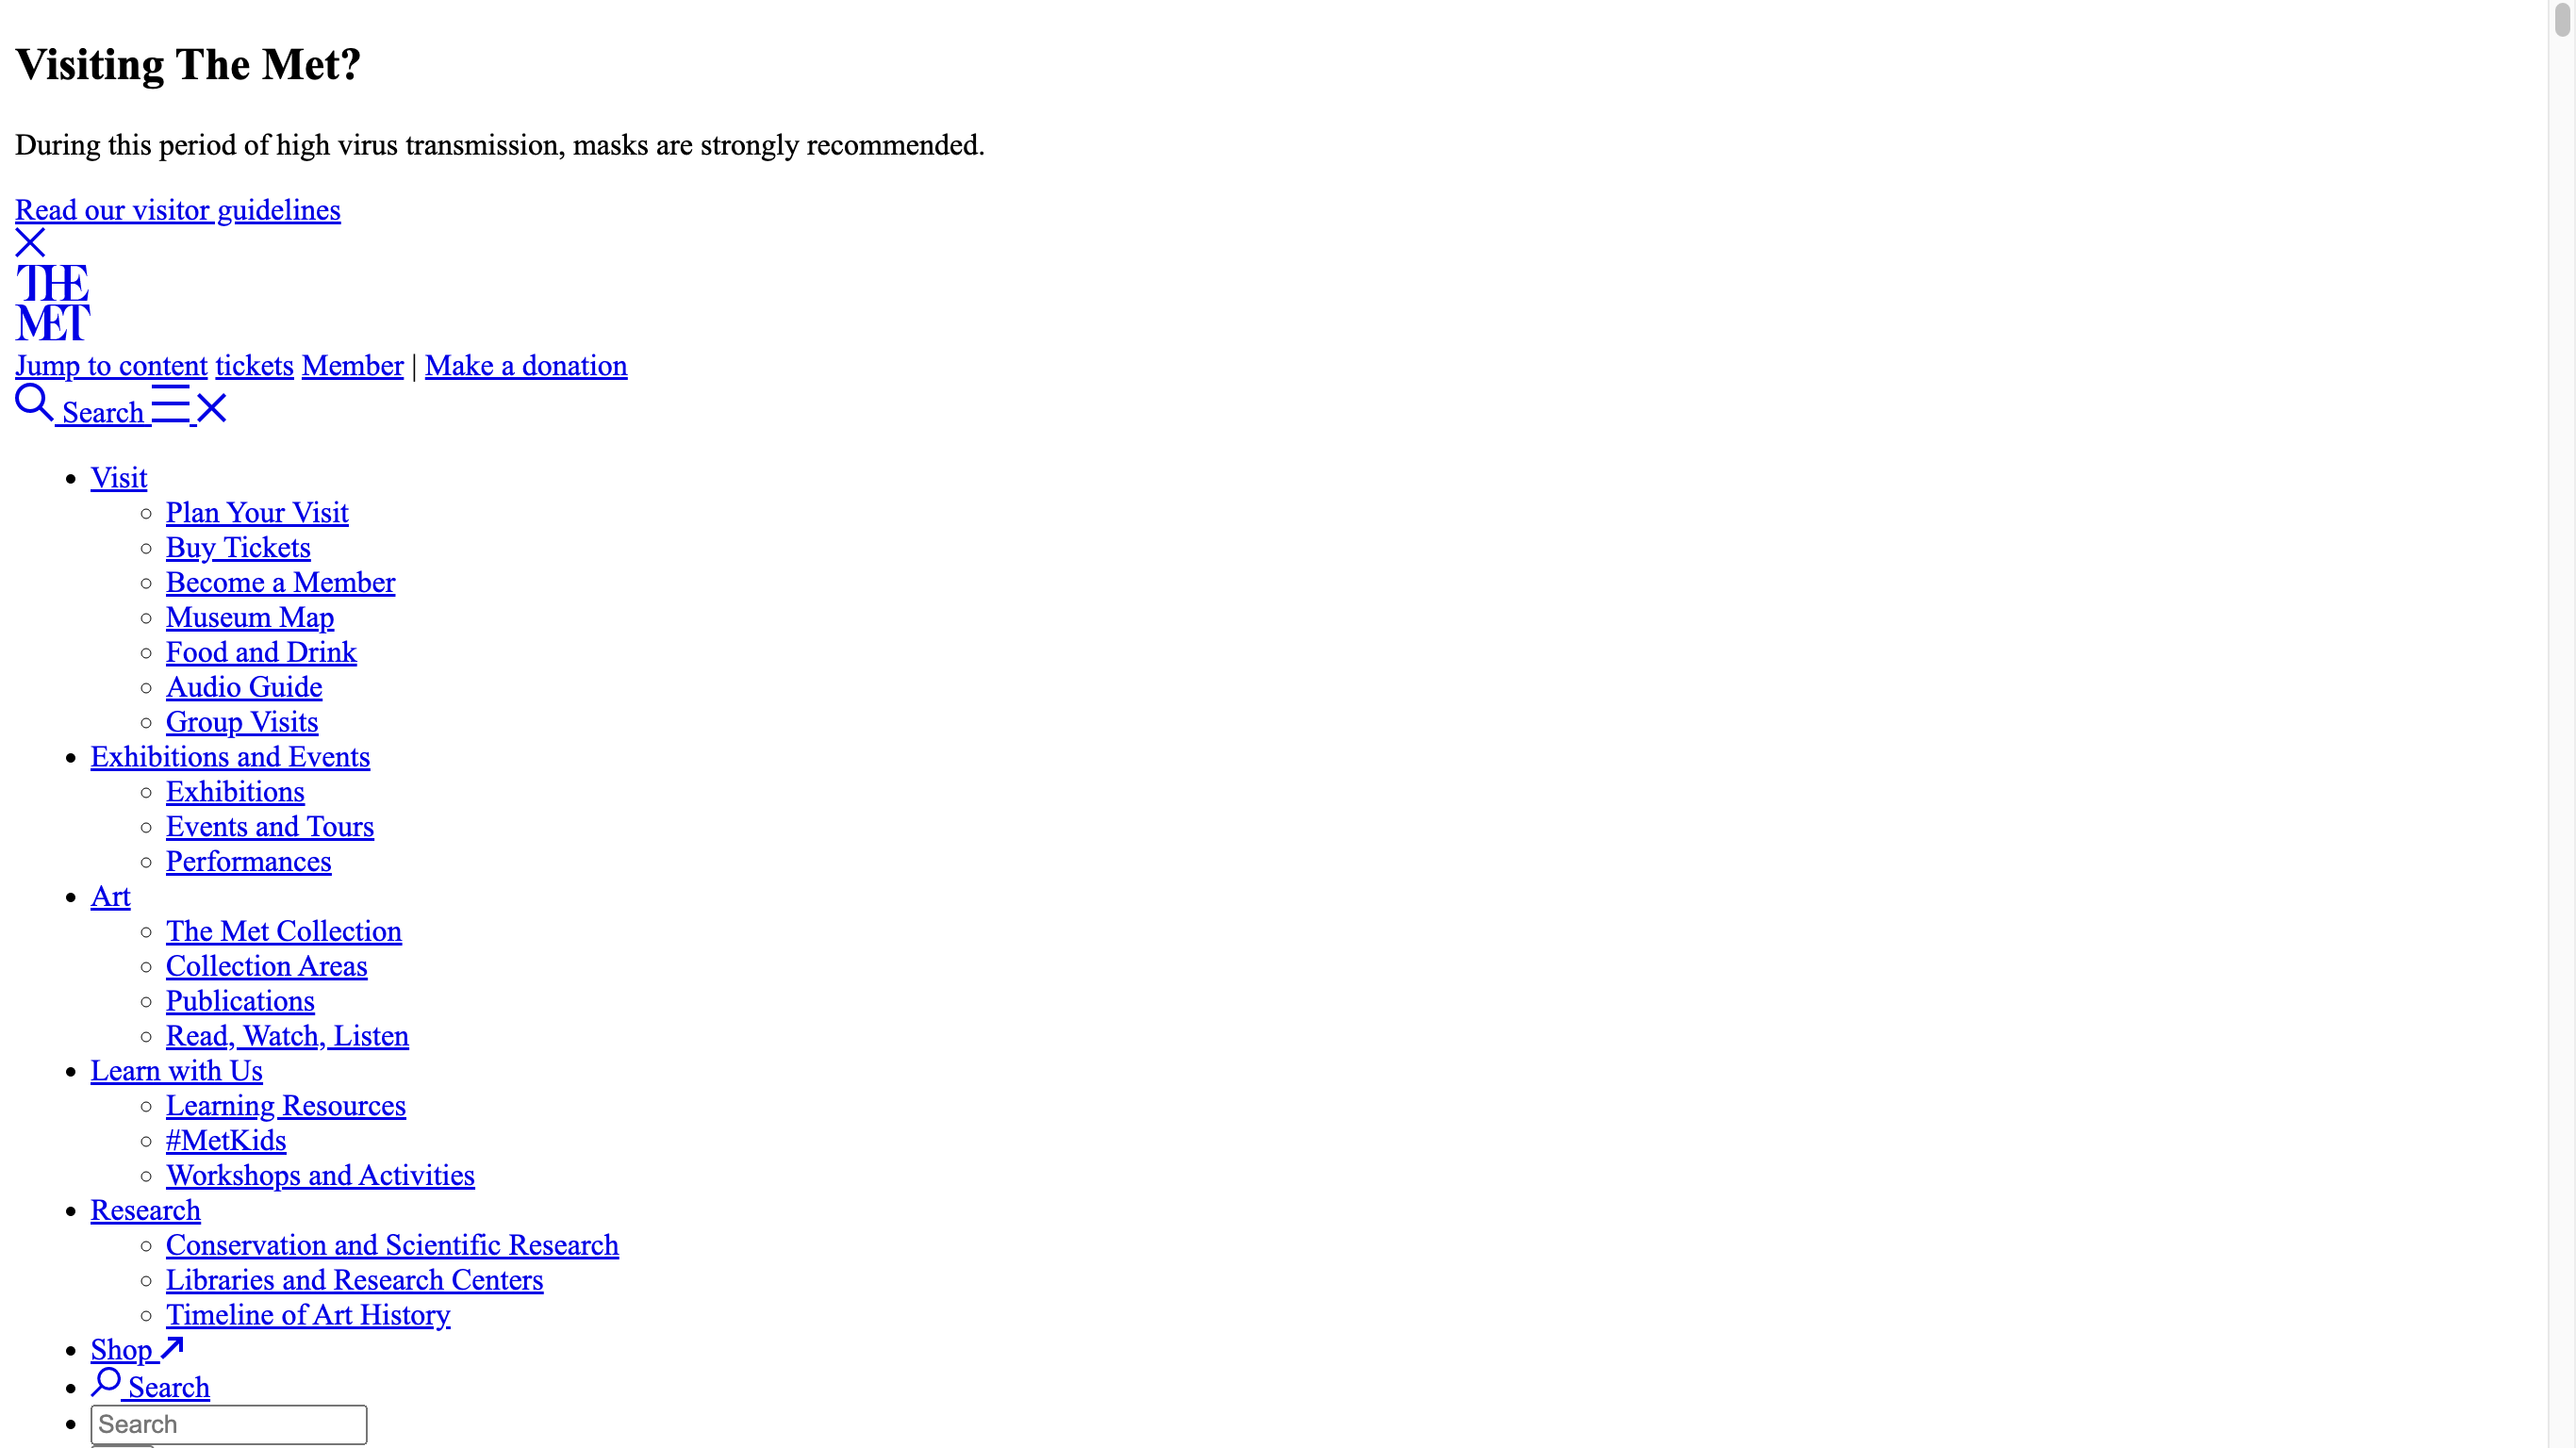 Visiting The Met?
During this period of high virus transmission, masks are strongly recommended.
Read our visitor guidelines
THE
MET
Jump to content tickets Member | Make a donation
Search
Visit
Plan Your Visit
Buy Tickets
Become a Member
Museum Map
Food and Drink
Audio Guide
Group Visits
Exhibitions and Events
Exhibitions
Events and Tours
Performances
Art
The Met Collection
Collection Areas
Publications
Read, Watch, Listen
Learn with Us
Learning Resources
#MetKids
Workshops and Activities
Research
Conservation and Scientific Research
Libraries and Research Centers
Timeline of Art History
Shop
Search
Search